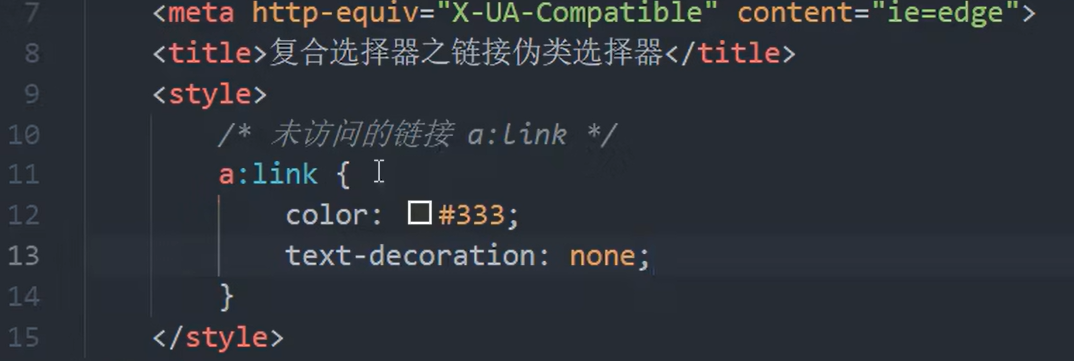 7 <meta http-equiv="X-UA-Compatible" content="ie=edge">
8 <title>复合选择器之链接伪类选择器</title>
9 <style>
10 /* 未访问的链接 a:link */
11 a:link {
12 color: #333;
13 text-decoration: none;
14 }
15 </style>